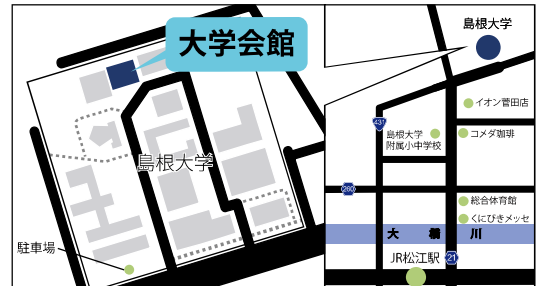 大学会館
島根大学
駐車場
島根大学
イオン菅田店
431
島根大学
附属小中学校
コメダ珈琲
260
総合体育館
くにびきメッセ
大橋川
JR松江駅
21